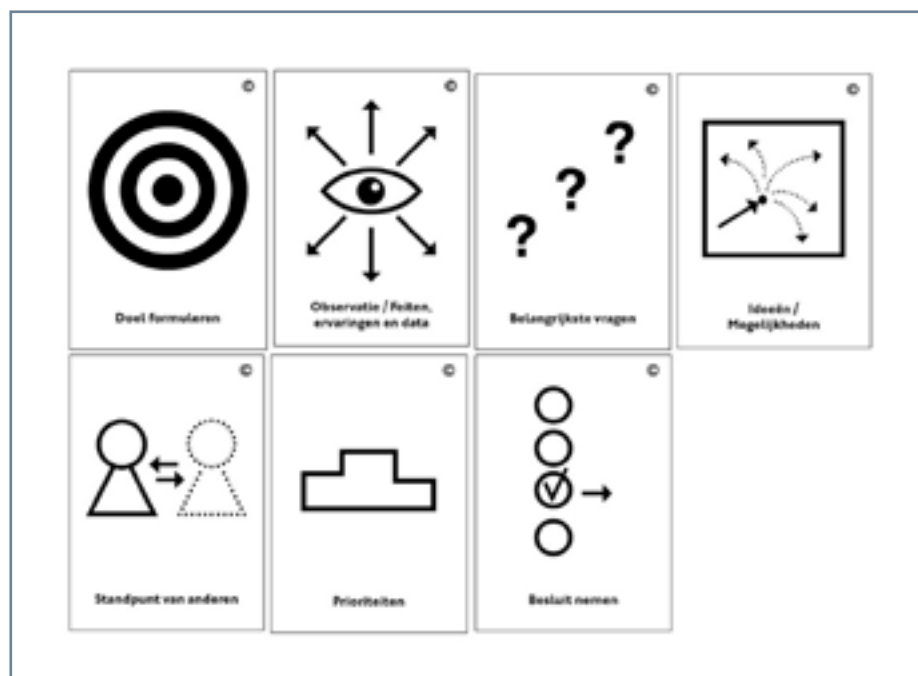 ©
Doel formuleren
©
Observatie / Feiten,
ervaringen en data
©
? ? ?
Belangrijkste vragen
©
Ideeën /
Mogelijkheden
©
Standpunt van anderen
©
Prioriteiten
©
Besluit nemen